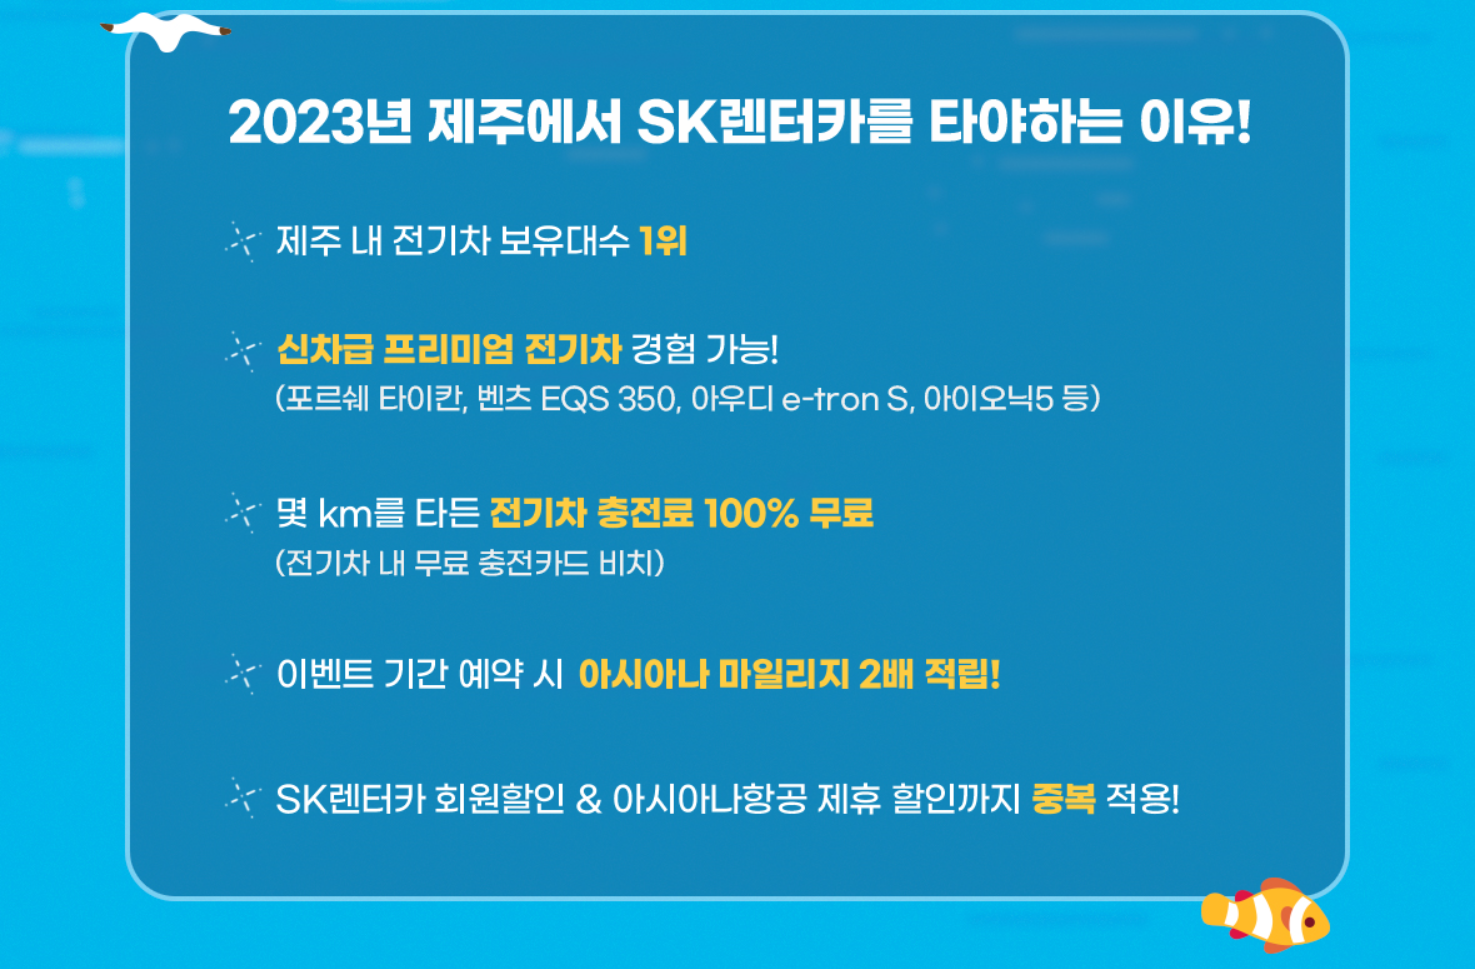 2023년 제주에서 SK렌터카를 타야하는 이유!
제주 내 전기차 보유대수 1위
신차급 프리미엄 전기차 경험 가능!
(포르쉐 타이칸, 벤츠 EQS 350, 아우디 e-tron S, 아이오닉5 등)
몇 km를 타든 전기차 충전료 100% 무료
(전기차 내 무료 충전카드 비치)
이벤트 기간 예약 시 아시아나 마일리지 2배 적립!
SK렌터카 회원할인 & 아시아나항공 제휴 할인까지 중복 적용!